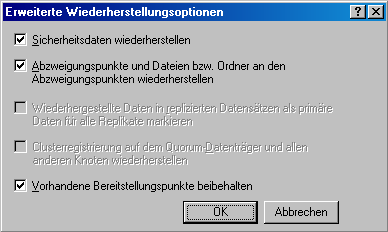 Erweiterte Wiederherstellungsoptionen
Sicherheitsdaten wiederherstellen
Abzweigungspunkte und Dateien bzw. Ordner an den
Abzweigungspunkten wiederherstellen
Wiederhergestellte Daten in replizierten Datensätzen als primäre
Daten für alle Replikate markieren
Clusterregistrierung auf dem Quorum-Datenträger und allen
anderen Knoten wiederherstellen
Vorhandene Bereitstellungspunkte beibehalten
OK
Abbrechen